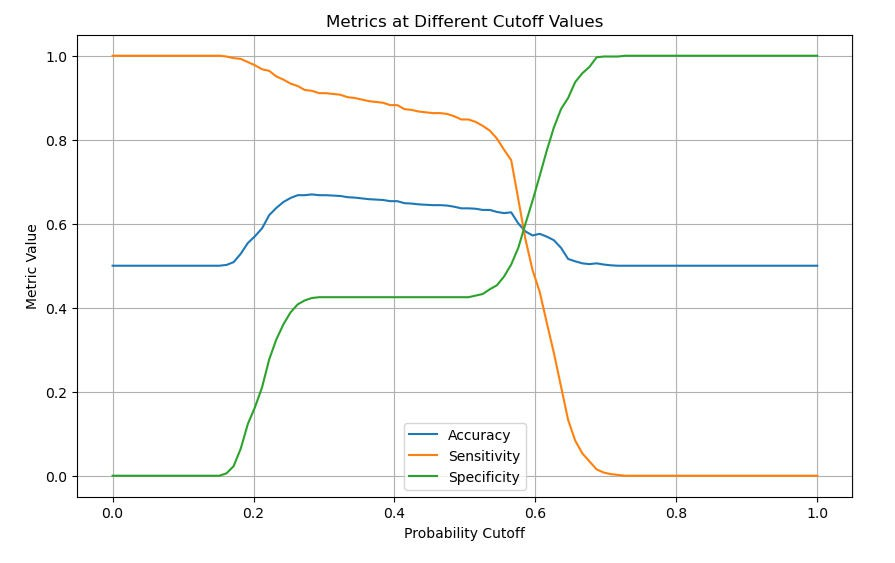 Metrics at Different Cutoff Values
Metric Value
1.0
0.8
0.6
0.4
0.2
0.0
Accuracy
Sensitivity
Specificity
0.0 0.2 0.4 0.6 0.8 1.0
Probability Cutoff